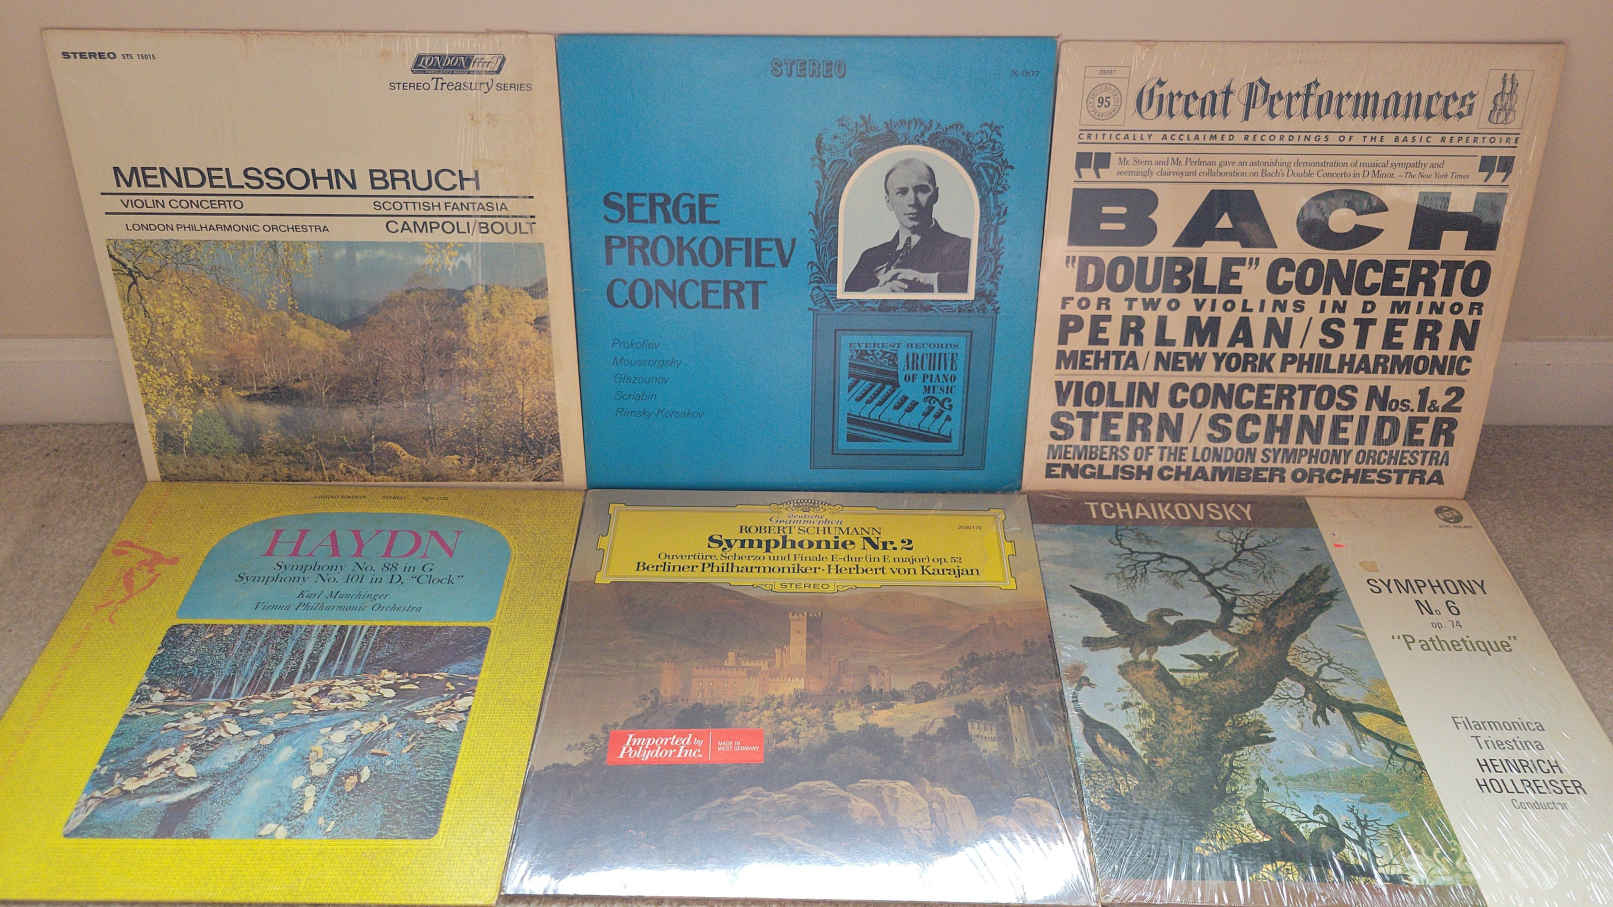 STEREO STS 15015
LONDON ffrr
STEREO Treasury SERIES
MENDELSSOHN BRUCH
VIOLIN CONCERTO SCOTTISH FANTASIA
LONDON PHILHARMONIC ORCHESTRA CAMPOLI/BOULT
STEREO
X-907
SERGE
PROKOFIEV
CONCERT
Prokofiev
Moussorgsky
Glazounov
Scriabin
Rimsky-Korsakov
EVEREST RECORDS
ARCHIVE
OF PIANO
MUSIC
95
Great Performances
CRITICALLY ACCLAIMED RECORDINGS OF THE BASIC REPERTOIRE
"Mr. Stern and Mr. Perlman gave an astonishing demonstration of musical sympathy and
seemingly clairvoyant collaboration on Bach's Double Concerto in D Minor. –The New York Times"
BACH
"DOUBLE" CONCERTO
FOR TWO VIOLINS IN D MINOR
PERLMAN/STERN
MEHTA/NEW YORK PHILHARMONIC
VIOLIN CONCERTOS Nos. 1&2
STERN/SCHNEIDER
MEMBERS OF THE LONDON SYMPHONY ORCHESTRA
ENGLISH CHAMBER ORCHESTRA
HAYDN
Symphony No. 88 in G
Symphony No. 101 in D, "Clock"
Karl Munchinger
Vienna Philharmonic Orchestra
Deutsche
Grammophon
ROBERT SCHUMANN
Symphonie Nr. 2
Ouvertüre, Scherzo und Finale E-dur (in E major) op. 52
Berliner Philharmoniker · Herbert von Karajan
STEREO
Imported by
Polydor Inc.
MADE IN
WEST GERMANY
TCHAIKOVSKY
SYMPHONY
No 6
op. 74
"Pathetique"
Filarmonica
Triestina
HEINRICH
HOLLREISER
Conductor